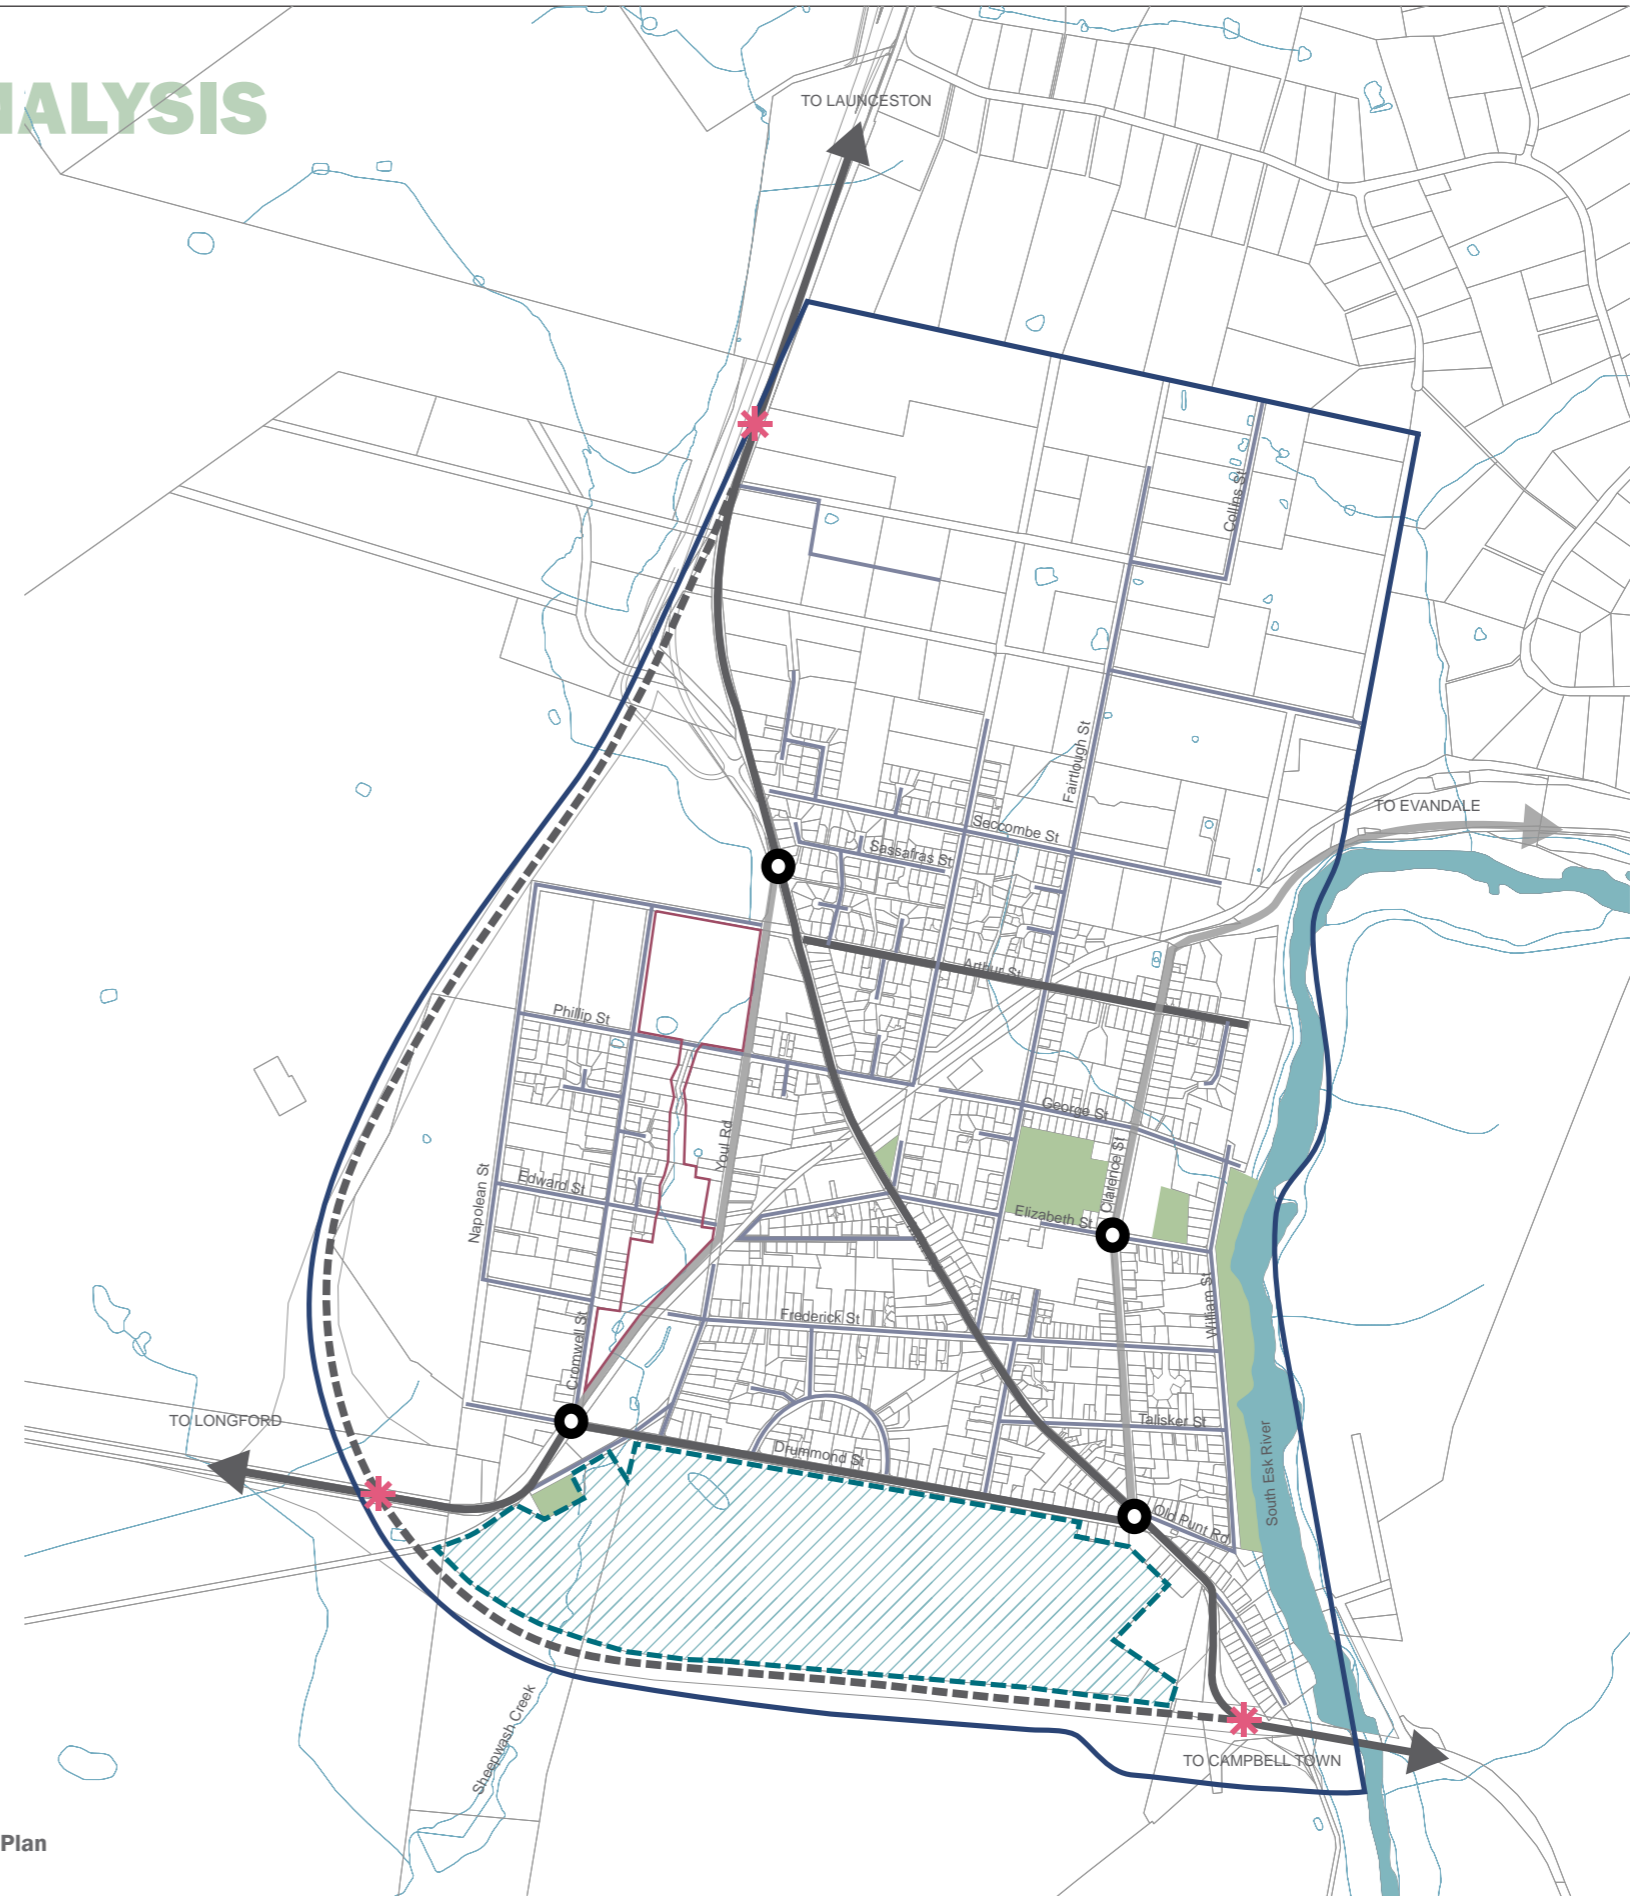 NALYSIS
TO LAUNCESTON
Collins St
Fairtlough St
TO EVANDALE
Seccombe St
Sassafras St
Arthur St
Phillip St
George St
Youl Rd
Clarence St
Napolean St
Edward St
Elizabeth St
William St
Frederick St
Cromwell St
TO LONGFORD
Talisker St
Drummond St
South Esk River
Old Punt Rd
Sheepwash Creek
TO CAMPBELL TOWN
Plan